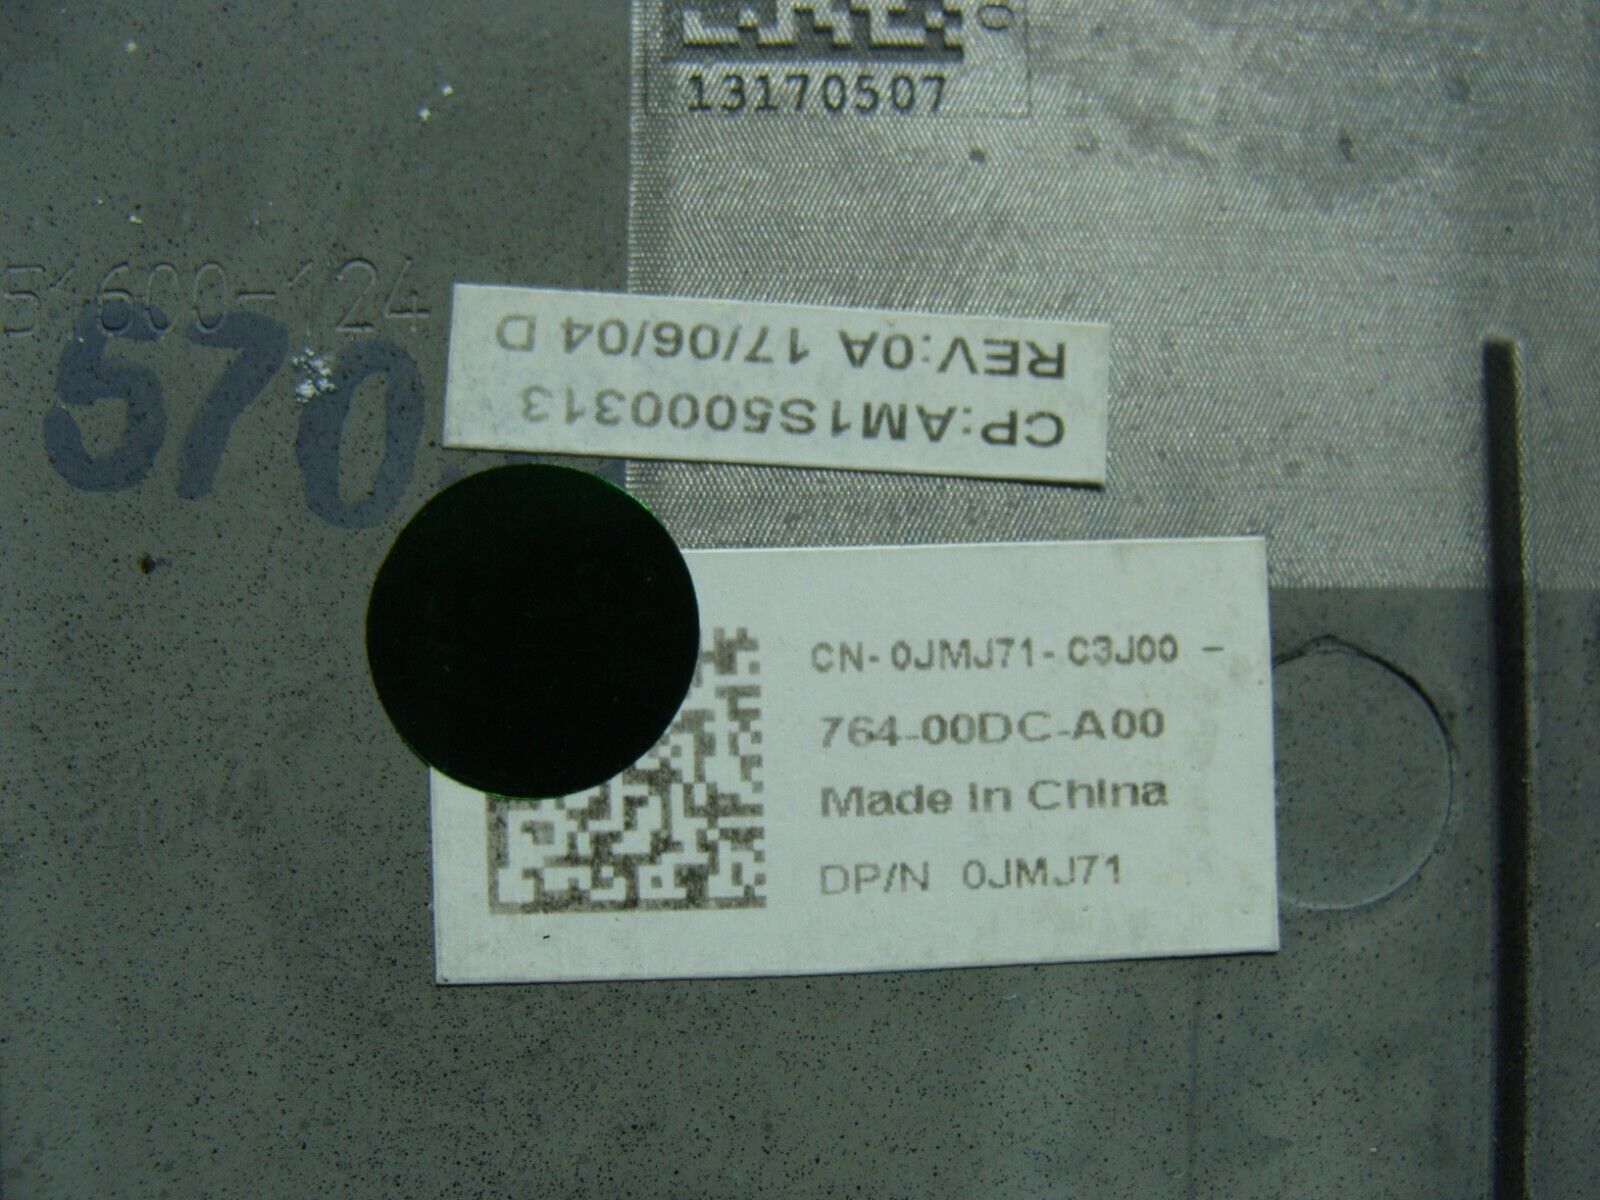 13170507
51600-124
570
CP:AM1S5000313
REV:0A 17/06/04 D
CN-0JMJ71-C3J00 -
764-00DC-A00
Made In China
DP/N 0JMJ71